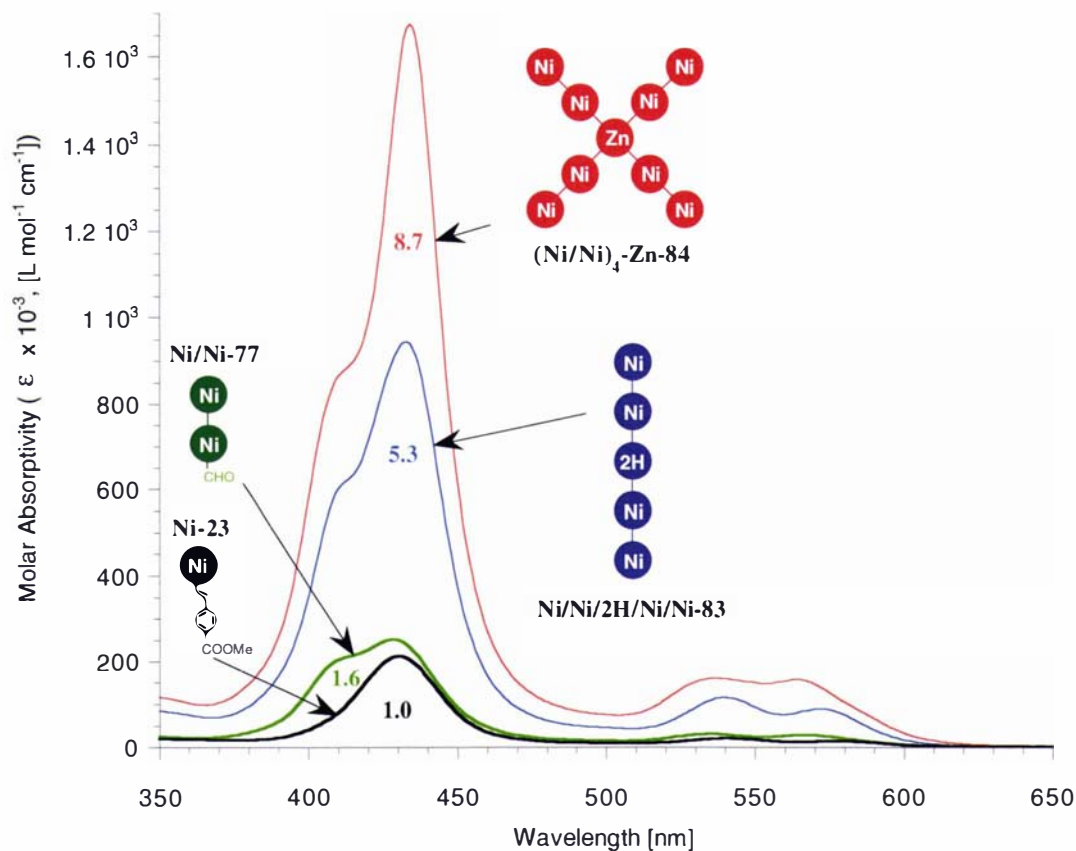 1.6 10³
1.4 10³
1.2 10³
1 10³
800
600
400
200
0
Molar Absorptivity ( ε x 10⁻³, [L mol⁻¹ cm⁻¹])
350
400
450
500
550
600
650
Wavelength [nm]
Ni
Ni
Ni
Ni
Zn
Ni
Ni
Ni
Ni
(Ni/Ni)₄-Zn-84
8.7
Ni/Ni-77
Ni
Ni
CHO
Ni
Ni
2H
Ni
Ni
Ni/Ni/2H/Ni/Ni-83
5.3
Ni-23
Ni
COOMe
1.6
1.0